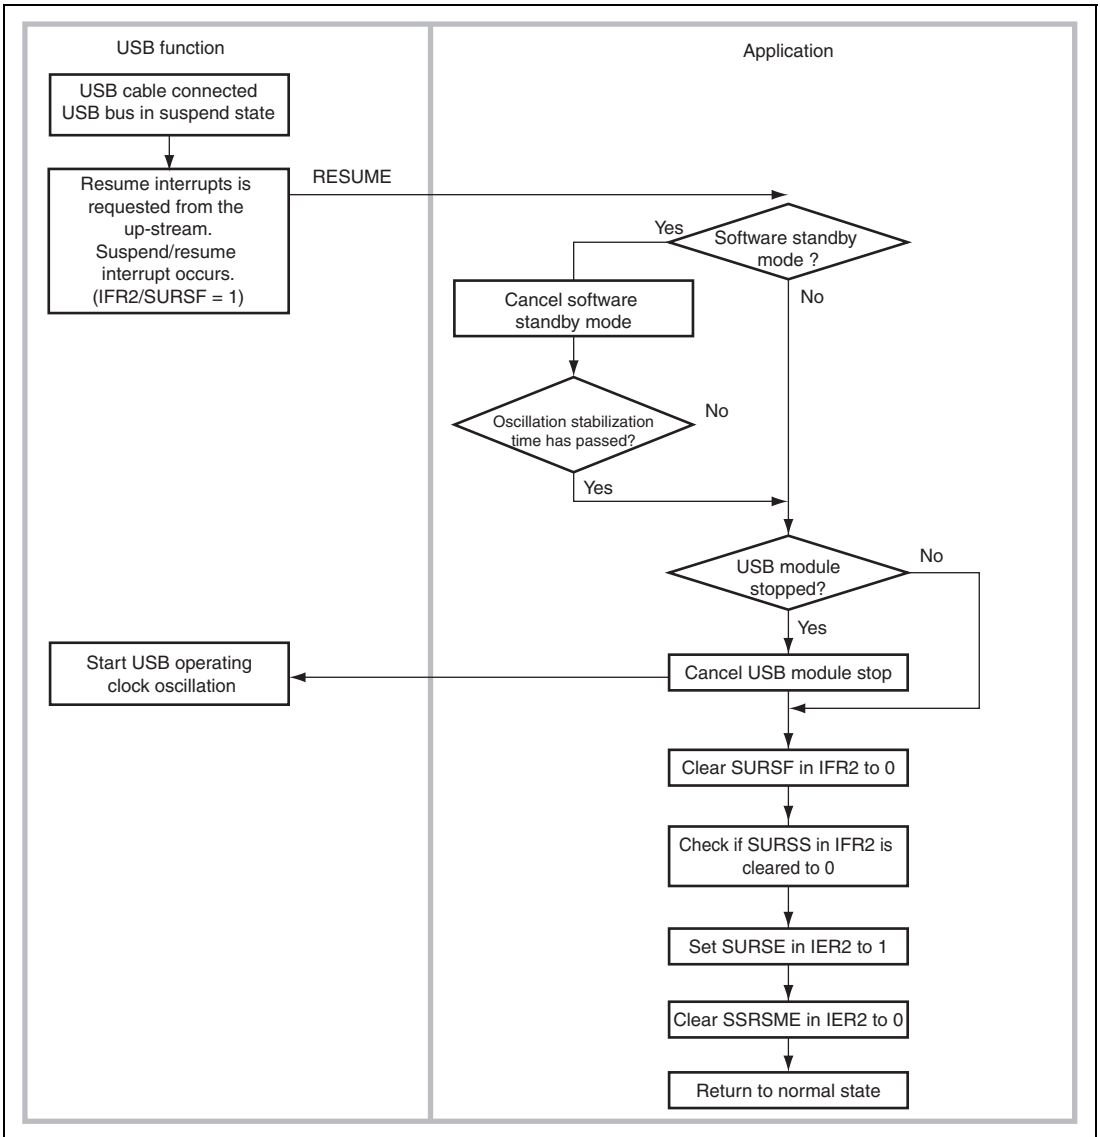 USB function
Application
USB cable connected
USB bus in suspend state
Resume interrupts is
requested from the
up-stream.
Suspend/resume
interrupt occurs.
(IFR2/SURSF = 1)
RESUME
Software standby
mode ?
Yes
No
Cancel software
standby mode
Oscillation stabilization
time has passed?
No
Yes
USB module
stopped?
No
Yes
Start USB operating
clock oscillation
Cancel USB module stop
Clear SURSF in IFR2 to 0
Check if SURSS in IFR2 is
cleared to 0
Set SURSE in IER2 to 1
Clear SSRSME in IER2 to 0
Return to normal state